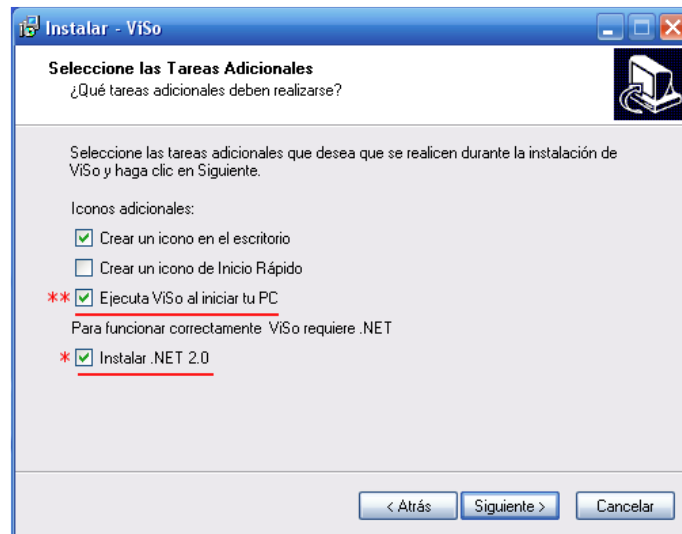 Instalar - ViSo
Seleccione las Tareas Adicionales
¿Qué tareas adicionales deben realizarse?
Seleccione las tareas adicionales que desea que se realicen durante la instalación de
ViSo y haga clic en Siguiente.
Iconos adicionales:
Crear un icono en el escritorio
Crear un icono de Inicio Rápido
** Ejecuta ViSo al iniciar tu PC
Para funcionar correctamente ViSo requiere .NET
* Instalar .NET 2.0
< Atrás Siguiente > Cancelar